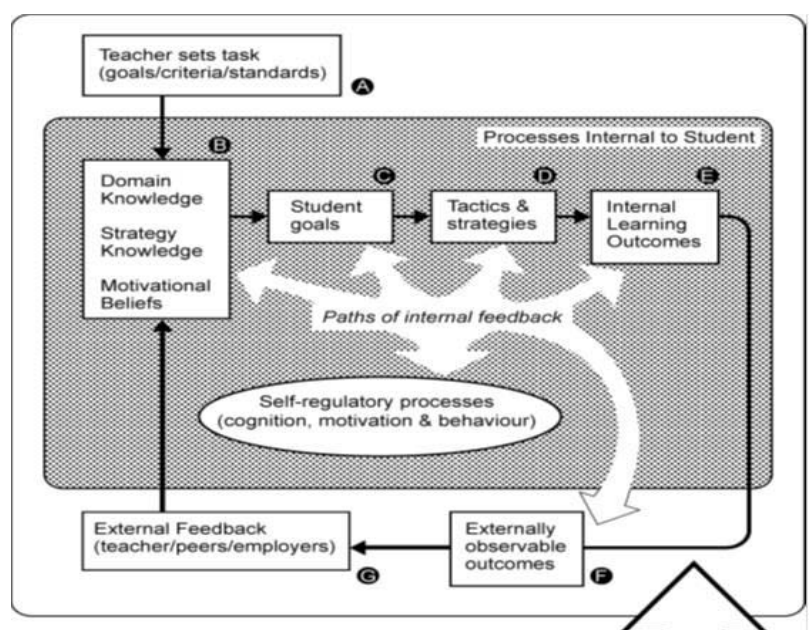 Teacher sets task
(goals/criteria/standards)
A
Processes Internal to Student
B
Domain
Knowledge
Strategy
Knowledge
Motivational
Beliefs
C
Student
goals
D
Tactics &
strategies
E
Internal
Learning
Outcomes
Paths of internal feedback
Self-regulatory processes
(cognition, motivation & behaviour)
External Feedback
(teacher/peers/employers)
G
Externally
observable
outcomes
F